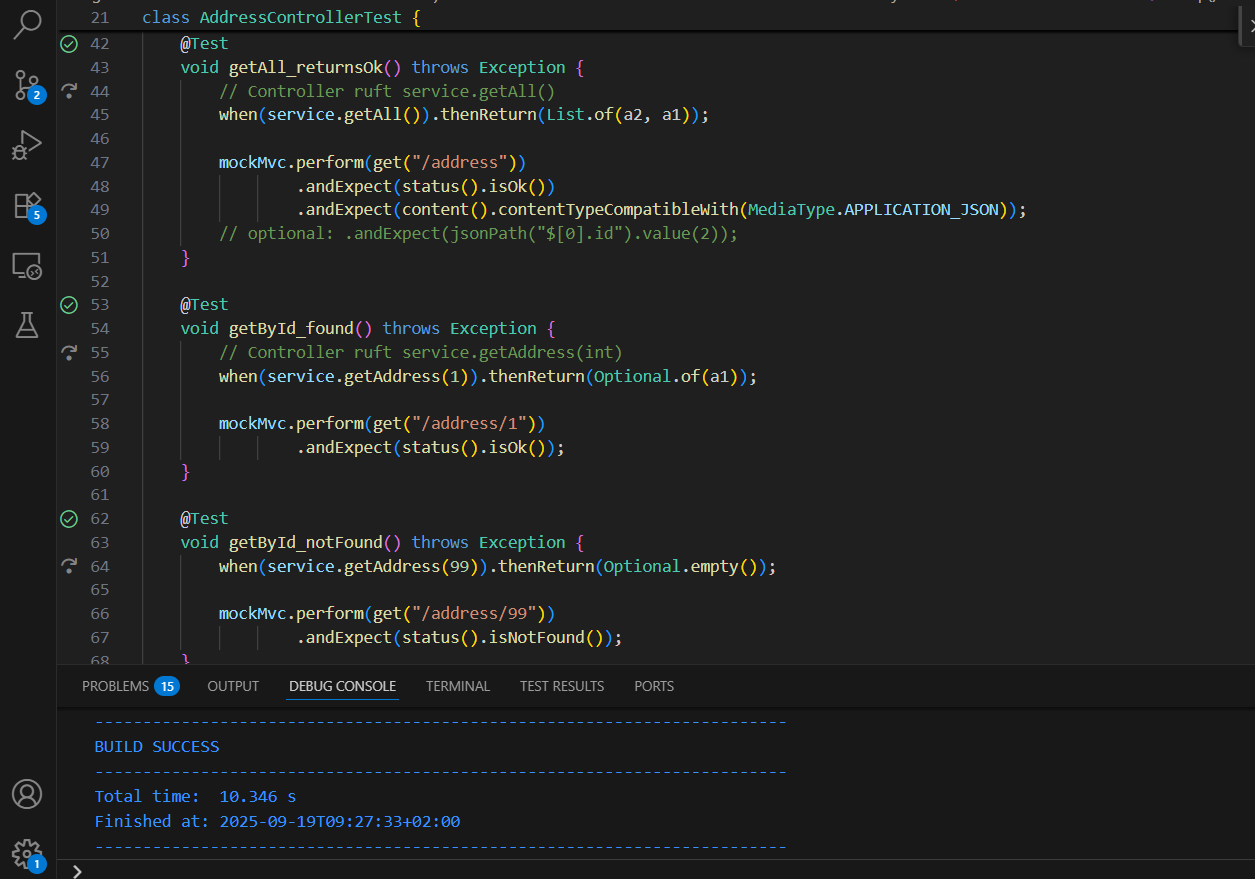 21 class AddressControllerTest {
42 @Test
43 void getAll_returnsOk() throws Exception {
44 // Controller ruft service.getAll()
45 when(service.getAll()).thenReturn(List.of(a2, a1));
46
47 mockMvc.perform(get("/address"))
48 .andExpect(status().isOk())
49 .andExpect(content().contentTypeCompatibleWith(MediaType.APPLICATION_JSON));
50 // optional: .andExpect(jsonPath("$[0].id").value(2));
51 }
52
53 @Test
54 void getById_found() throws Exception {
55 // Controller ruft service.getAddress(int)
56 when(service.getAddress(1)).thenReturn(Optional.of(a1));
57
58 mockMvc.perform(get("/address/1"))
59 .andExpect(status().isOk());
60 }
61
62 @Test
63 void getById_notFound() throws Exception {
64 when(service.getAddress(99)).thenReturn(Optional.empty());
65
66 mockMvc.perform(get("/address/99"))
67 .andExpect(status().isNotFound());
68 }
2
5
1
PROBLEMS 15 OUTPUT DEBUG CONSOLE TERMINAL TEST RESULTS PORTS
------------------------------------------------------------------------
BUILD SUCCESS
------------------------------------------------------------------------
Total time:  10.346 s
Finished at: 2025-09-19T09:27:33+02:00
------------------------------------------------------------------------